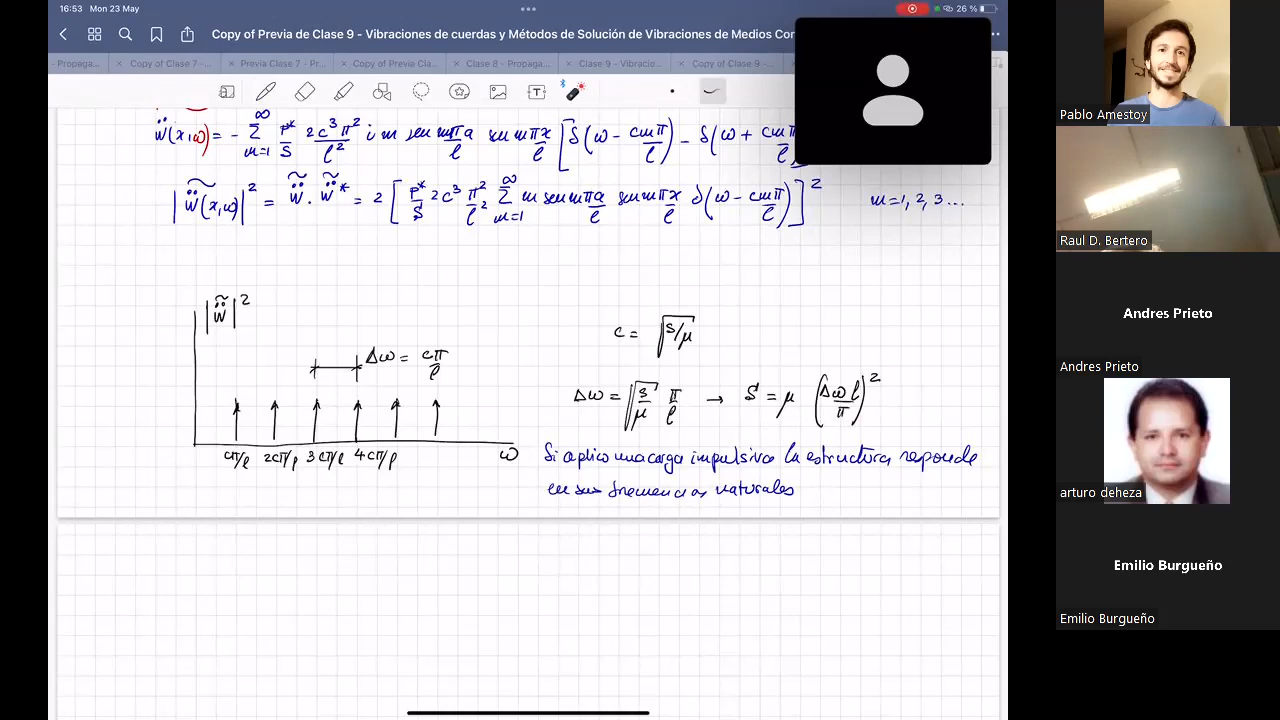 16:53 Mon 23 May
26 %
Copy of Previa de Clase 9 - Vibraciones de cuerdas y Métodos de Solución de Vibraciones de Medios Con
- Propaga...
Copy of Clase 7 -...
Previa Clase 7 - Pr...
Copy of Previa Cla...
Clase 8 - Propaga...
Clase 9 - Vibracio...
Copy of Clase 9 -...
ẅ(x,ω) = - ∑_{m=1}^{∞} P*/S 2c³π²/l² i m sen mπa/l sen mπx/l [δ(ω - cmπ/l) - δ(ω + cmπ/l)
|ẅ̃(x,ω)|² = ẅ̃ · ẅ̃* = 2 [P*/S 2c³ π²/l² ∑_{m=1}^{∞} m sen mπa/l sen mπx/l δ(ω - cmπ/l)]² m = 1, 2, 3 ...
|ẅ̃|²
Δω = cπ/l
c = √(S/μ)
Δω = √(S/μ) π/l → S = μ (Δω l/π)²
cπ/l 2cπ/l 3cπ/l 4cπ/l ω
Si aplico una carga impulsiva la estructura responde
en sus frecuencias naturales
Pablo Amestoy
Raul D. Bertero
Andres Prieto
Andres Prieto
arturo deheza
Emilio Burgueño
Emilio Burgueño